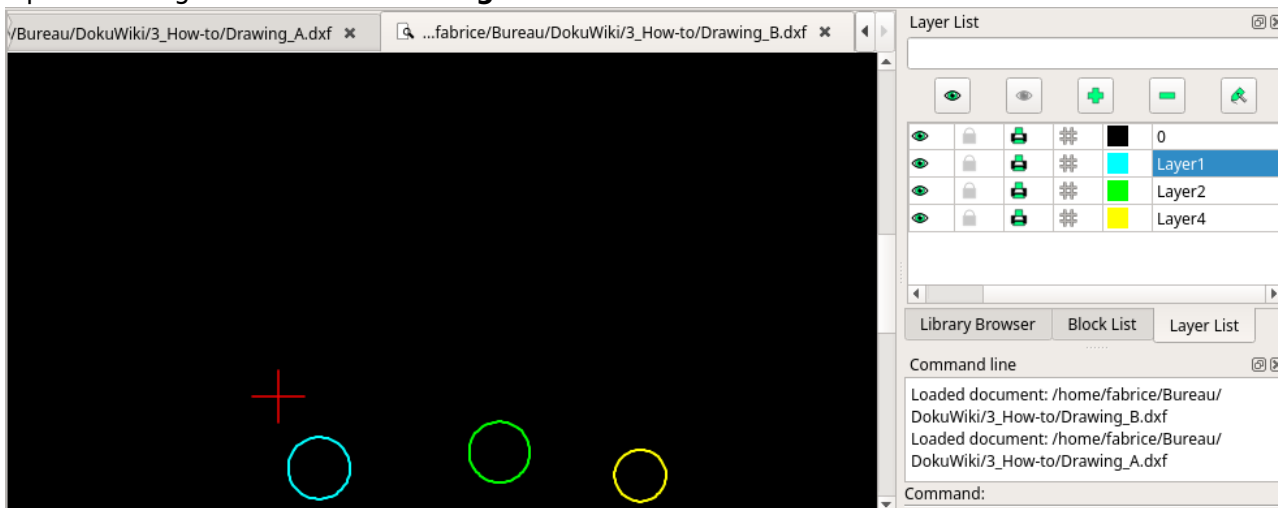 /Bureau/DokuWiki/3_How-to/Drawing_A.dxf
...fabrice/Bureau/DokuWiki/3_How-to/Drawing_B.dxf
Layer List
0
Layer1
Layer2
Layer4
Library Browser
Block List
Layer List
Command line
Loaded document: /home/fabrice/Bureau/
DokuWiki/3_How-to/Drawing_B.dxf
Loaded document: /home/fabrice/Bureau/
DokuWiki/3_How-to/Drawing_A.dxf
Command: